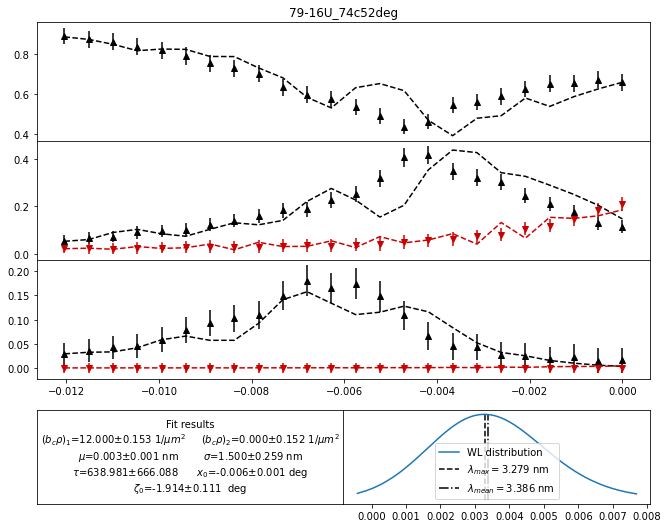 79-16U_74c52deg
0.8
0.6
0.4
0.4
0.2
0.0
0.20
0.15
0.10
0.05
0.00
−0.012 −0.010 −0.008 −0.006 −0.004 −0.002 0.000
Fit results
(b_cρ)_1=12.000±0.153 1/μm² (b_cρ)_2=0.000±0.152 1/μm²
μ=0.003±0.001 nm σ=1.500±0.259 nm
τ=638.981±666.088 x_0=-0.006±0.001 deg
ζ_0=-1.914±0.111 deg
WL distribution
λ_max = 3.279 nm
λ_mean = 3.386 nm
0.000 0.001 0.002 0.003 0.004 0.005 0.006 0.007 0.008